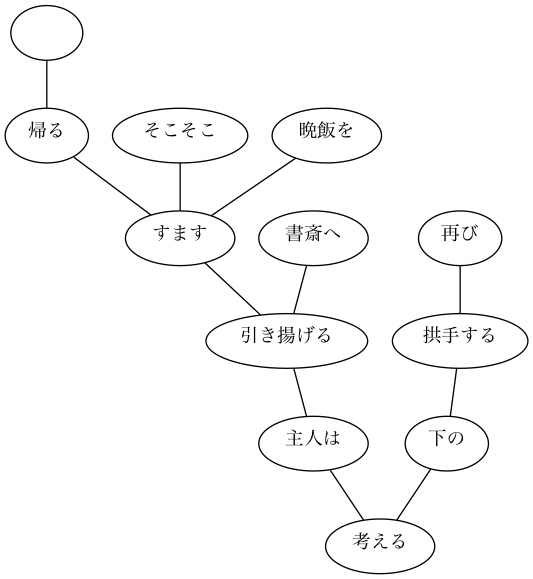 帰る
そこそこ
晩飯を
すます
書斎へ
再び
引き揚げる
拱手する
主人は
下の
考える